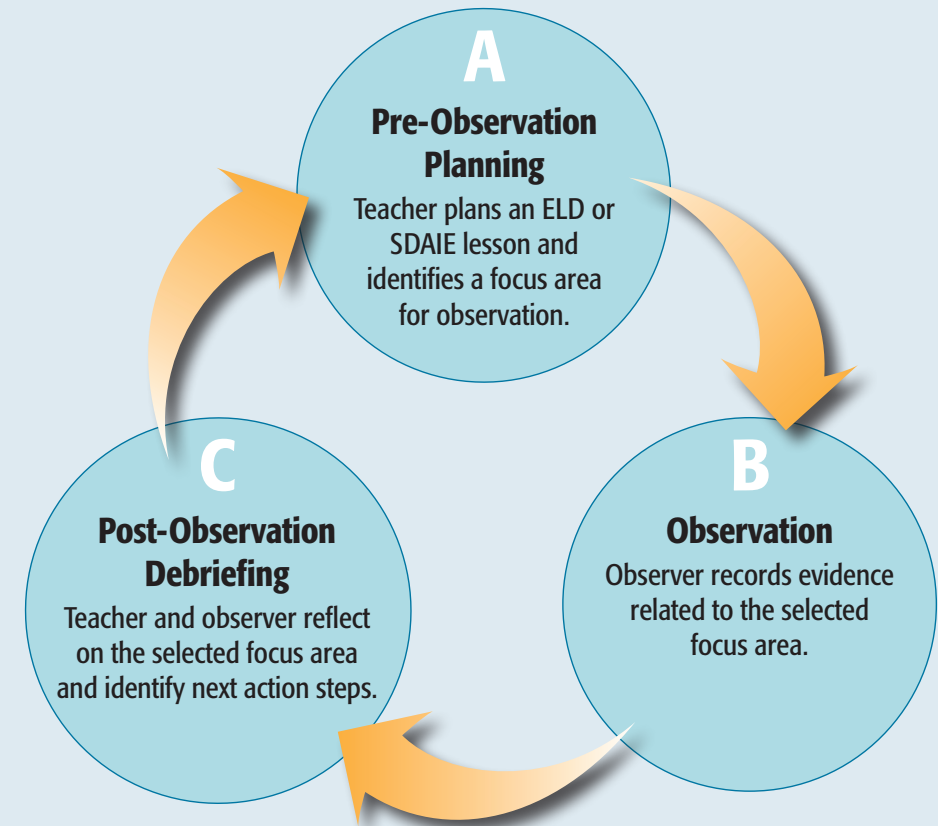 A
Pre-Observation
Planning
Teacher plans an ELD or
SDAIE lesson and
identifies a focus area
for observation.
B
Observation
Observer records evidence
related to the selected
focus area.
C
Post-Observation
Debriefing
Teacher and observer reflect
on the selected focus area
and identify next action steps.